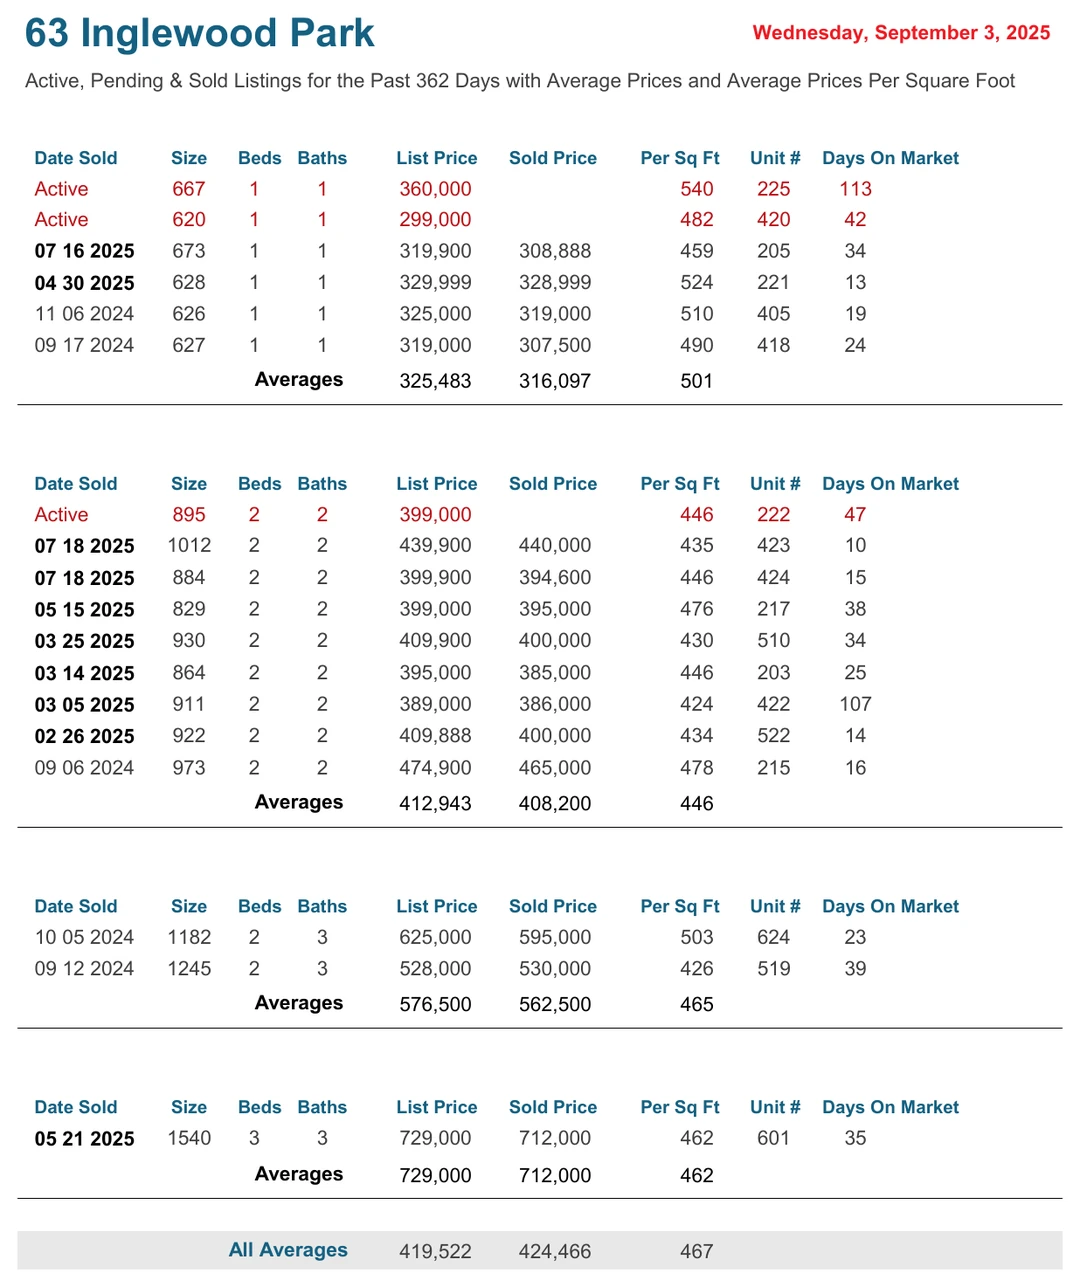 63 Inglewood Park
Wednesday, September 3, 2025
Active, Pending & Sold Listings for the Past 362 Days with Average Prices and Average Prices Per Square Foot
Date Sold Size Beds Baths List Price Sold Price Per Sq Ft Unit # Days On Market
Active 667 1 1 360,000 540 225 113
Active 620 1 1 299,000 482 420 42
07 16 2025 673 1 1 319,900 308,888 459 205 34
04 30 2025 628 1 1 329,999 328,999 524 221 13
11 06 2024 626 1 1 325,000 319,000 510 405 19
09 17 2024 627 1 1 319,000 307,500 490 418 24
Averages 325,483 316,097 501
Date Sold Size Beds Baths List Price Sold Price Per Sq Ft Unit # Days On Market
Active 895 2 2 399,000 446 222 47
07 18 2025 1012 2 2 439,900 440,000 435 423 10
07 18 2025 884 2 2 399,900 394,600 446 424 15
05 15 2025 829 2 2 399,000 395,000 476 217 38
03 25 2025 930 2 2 409,900 400,000 430 510 34
03 14 2025 864 2 2 395,000 385,000 446 203 25
03 05 2025 911 2 2 389,000 386,000 424 422 107
02 26 2025 922 2 2 409,888 400,000 434 522 14
09 06 2024 973 2 2 474,900 465,000 478 215 16
Averages 412,943 408,200 446
Date Sold Size Beds Baths List Price Sold Price Per Sq Ft Unit # Days On Market
10 05 2024 1182 2 3 625,000 595,000 503 624 23
09 12 2024 1245 2 3 528,000 530,000 426 519 39
Averages 576,500 562,500 465
Date Sold Size Beds Baths List Price Sold Price Per Sq Ft Unit # Days On Market
05 21 2025 1540 3 3 729,000 712,000 462 601 35
Averages 729,000 712,000 462
All Averages 419,522 424,466 467